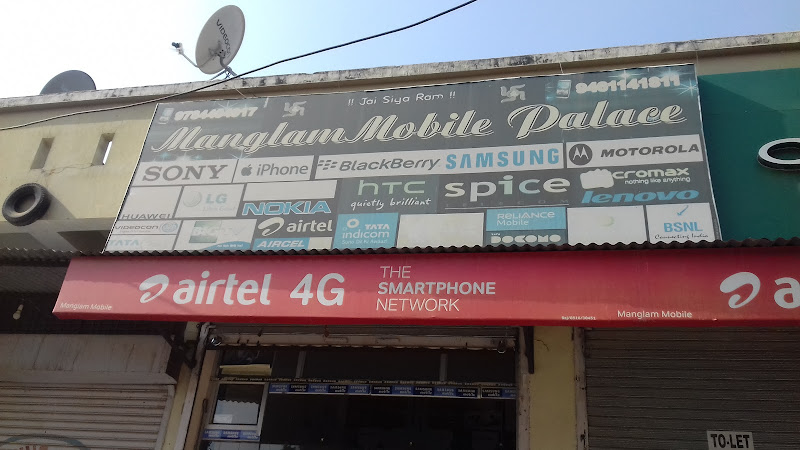 VIDEOCON
!! Jai Siya Ram !!
9491141911
Manglam Mobile Palace
SONY
iPhone
BlackBerry
SAMSUNG
MOTOROLA
HUAWEI
LG
NOKIA
htc
quietly brilliant
spice
micromax
nothing like anything
lenovo
VIDEOCON
TATA
airtel
AIRCEL
TATA
indicom
RELIANCE
Mobile
TATA
DOCOMO
BSNL
Connecting India
airtel 4G
THE
SMARTPHONE
NETWORK
a
Manglam Mobile
Manglam Mobile
TO-LET